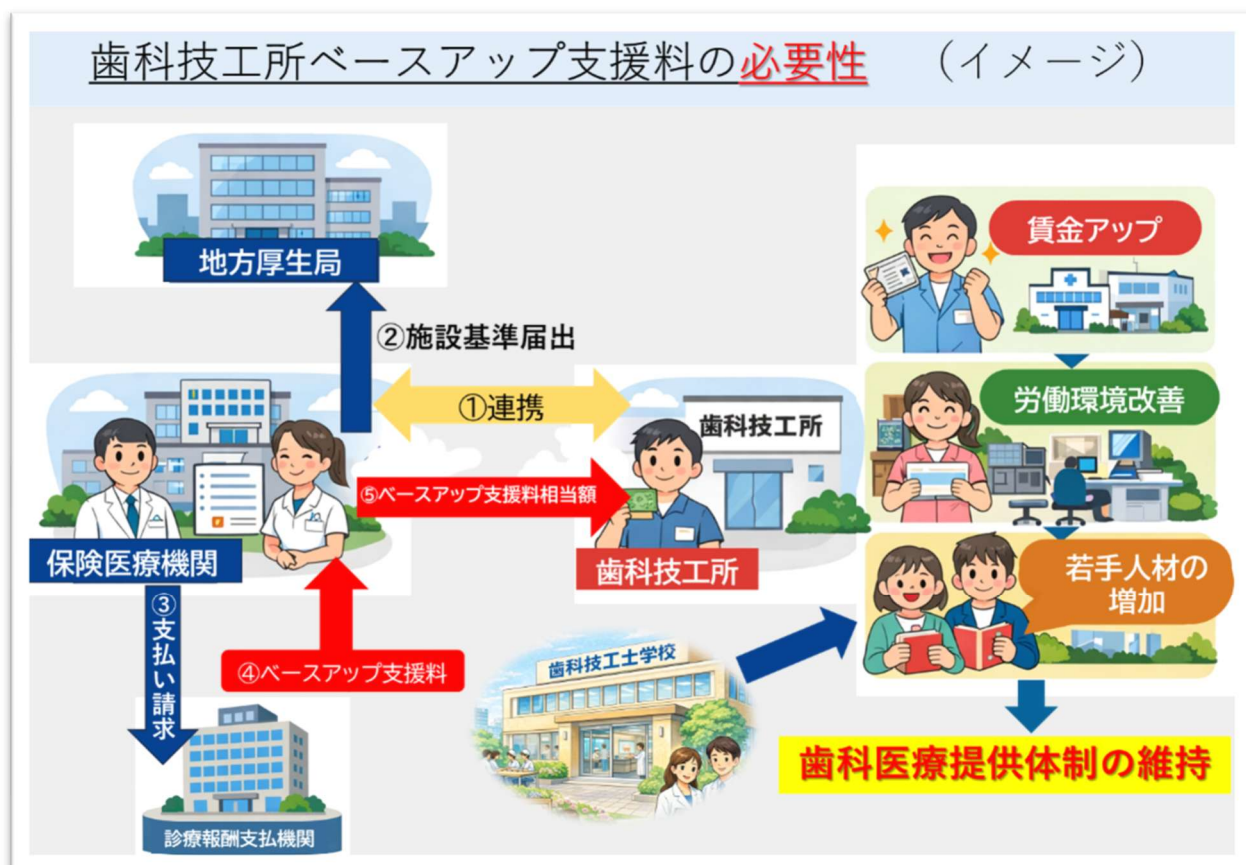 歯科技工所ベースアップ支援料の必要性　（イメージ）
地方厚生局
②施設基準届出
①連携
歯科技工所
⑤ベースアップ支援料相当額
保険医療機関
歯科技工所
③支払い請求
④ベースアップ支援料
診療報酬支払機関
歯科技工士学校
賃金アップ
労働環境改善
若手人材の
増加
歯科医療提供体制の維持